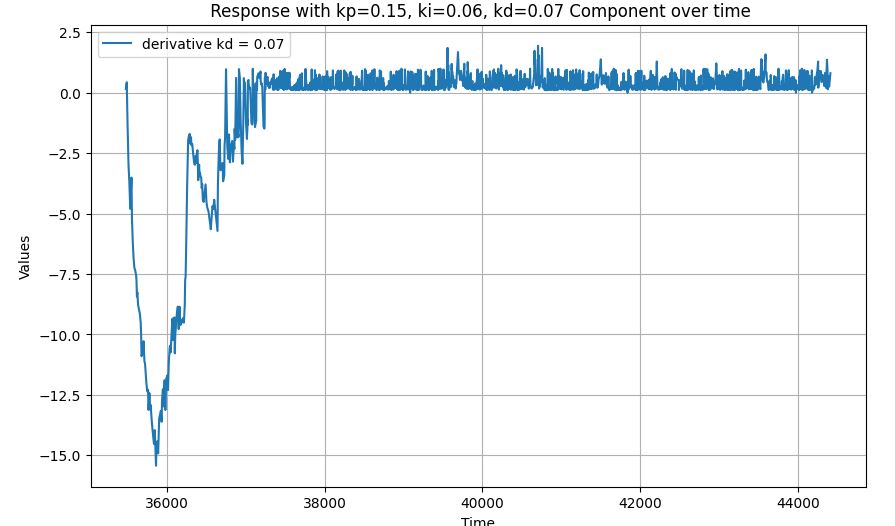 Response with kp=0.15, ki=0.06, kd=0.07 Component over time
derivative kd = 0.07
2.5
0.0
−2.5
−5.0
−7.5
−10.0
−12.5
−15.0
Values
36000 38000 40000 42000 44000
Time